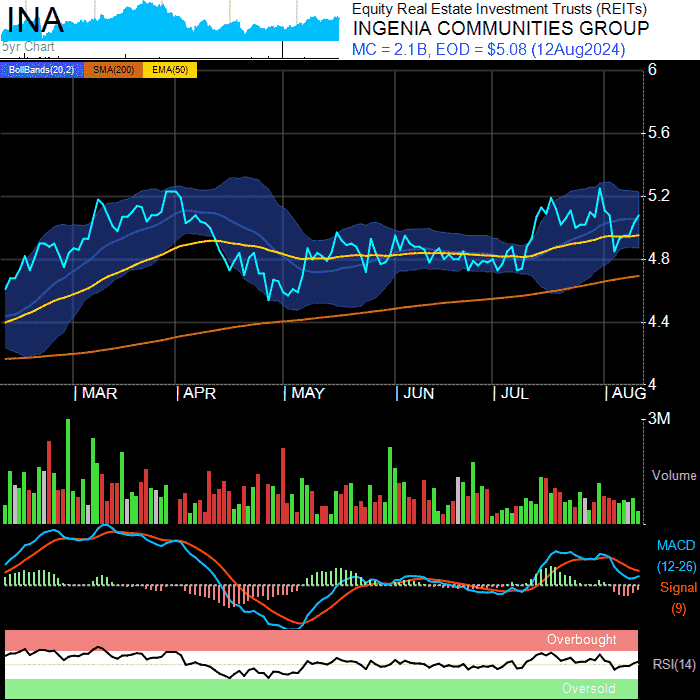 INA
5yr Chart
Equity Real Estate Investment Trusts (REITs)
INGENIA COMMUNITIES GROUP
MC = 2.1B, EOD = $5.08 (12Aug2024)
BollBands(20,2) SMA(200) EMA(50)
6
5.6
5.2
4.8
4.4
4
MAR APR MAY JUN JUL AUG
3M
Volume
MACD
(12-26)
Signal
(9)
Overbought
RSI(14)
Oversold